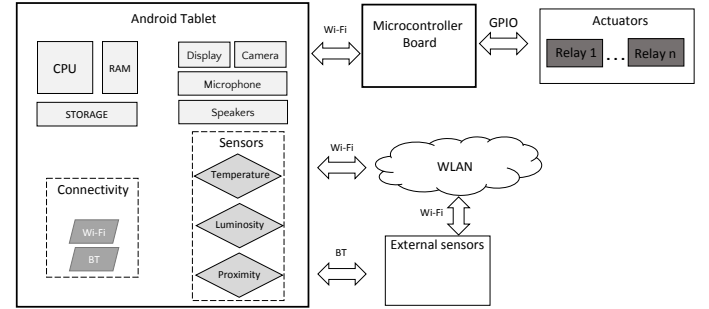 Android Tablet
CPU
RAM
STORAGE
Display
Camera
Microphone
Speakers
Sensors
Temperature
Luminosity
Proximity
Connectivity
Wi-Fi
BT
Wi-Fi
Microcontroller
Board
GPIO
Actuators
Relay 1
...
Relay n
Wi-Fi
WLAN
Wi-Fi
BT
External sensors